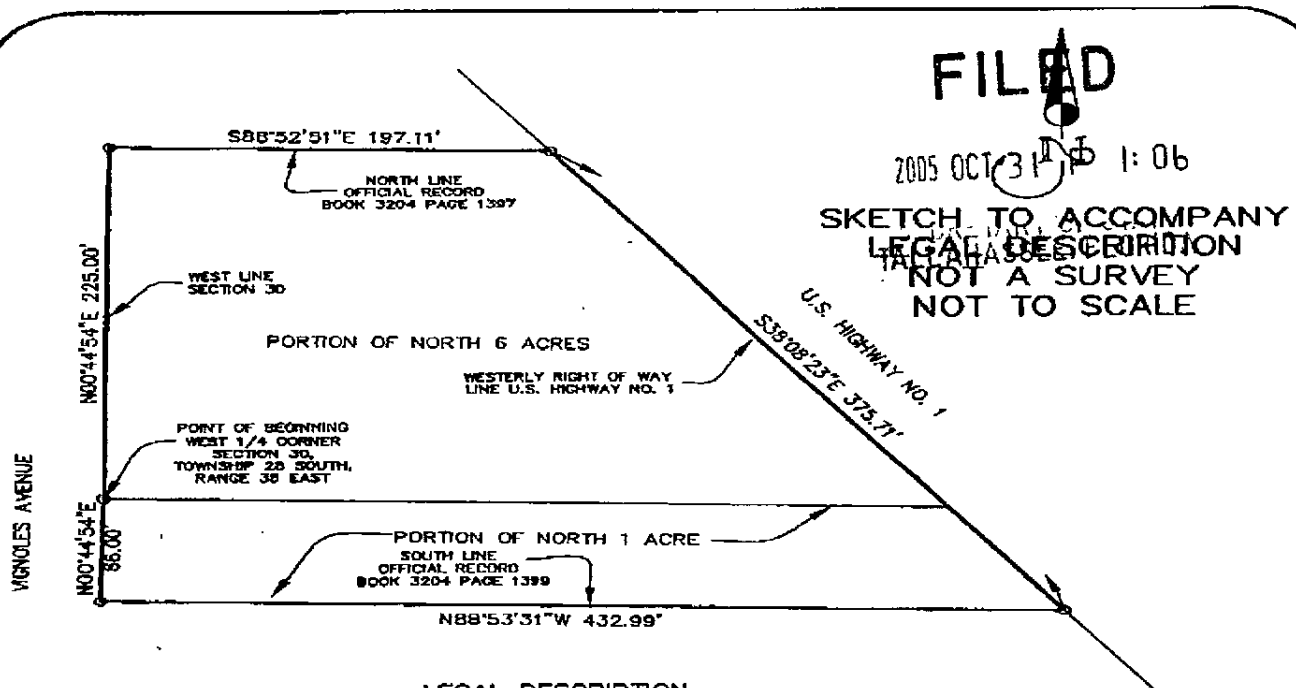 FILED
2005 OCT 31 P 1: 06
SKETCH TO ACCOMPANY
LEGAL DESCRIPTION
TALLAHASSEE, FLORIDA
NOT A SURVEY
NOT TO SCALE
S88°52'51"E 197.11'
NORTH LINE
OFFICIAL RECORD
BOOK 3204 PAGE 1397
N00°44'54"E 225.00'
WEST LINE
SECTION 30
PORTION OF NORTH 6 ACRES
WESTERLY RIGHT OF WAY
LINE U.S. HIGHWAY NO. 1
U.S. HIGHWAY NO. 1
S38°08'23"E 375.71'
POINT OF BEGINNING
WEST 1/4 CORNER
SECTION 30,
TOWNSHIP 28 SOUTH,
RANGE 38 EAST
VIGNOLES AVENUE
N00°44'54"E
66.00'
PORTION OF NORTH 1 ACRE
SOUTH LINE
OFFICIAL RECORD
BOOK 3204 PAGE 1399
N88°53'31"W 432.99'
LEGAL DESCRIPTION